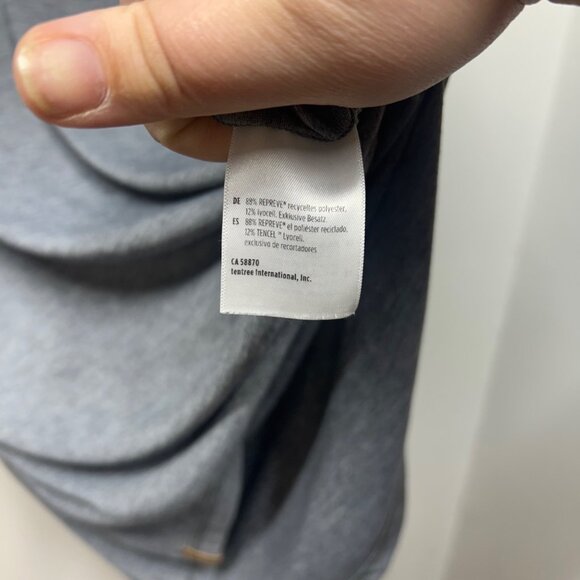 DE 89% REPREVE® recyceltes polyester,
12% lyocell. Exklusive Besatz.
ES 88% REPREVE® el poliéster reciclado,
12% TENCEL™ Lyocell.
exclusivo de recortadores
CA 58870
tentree International, Inc.